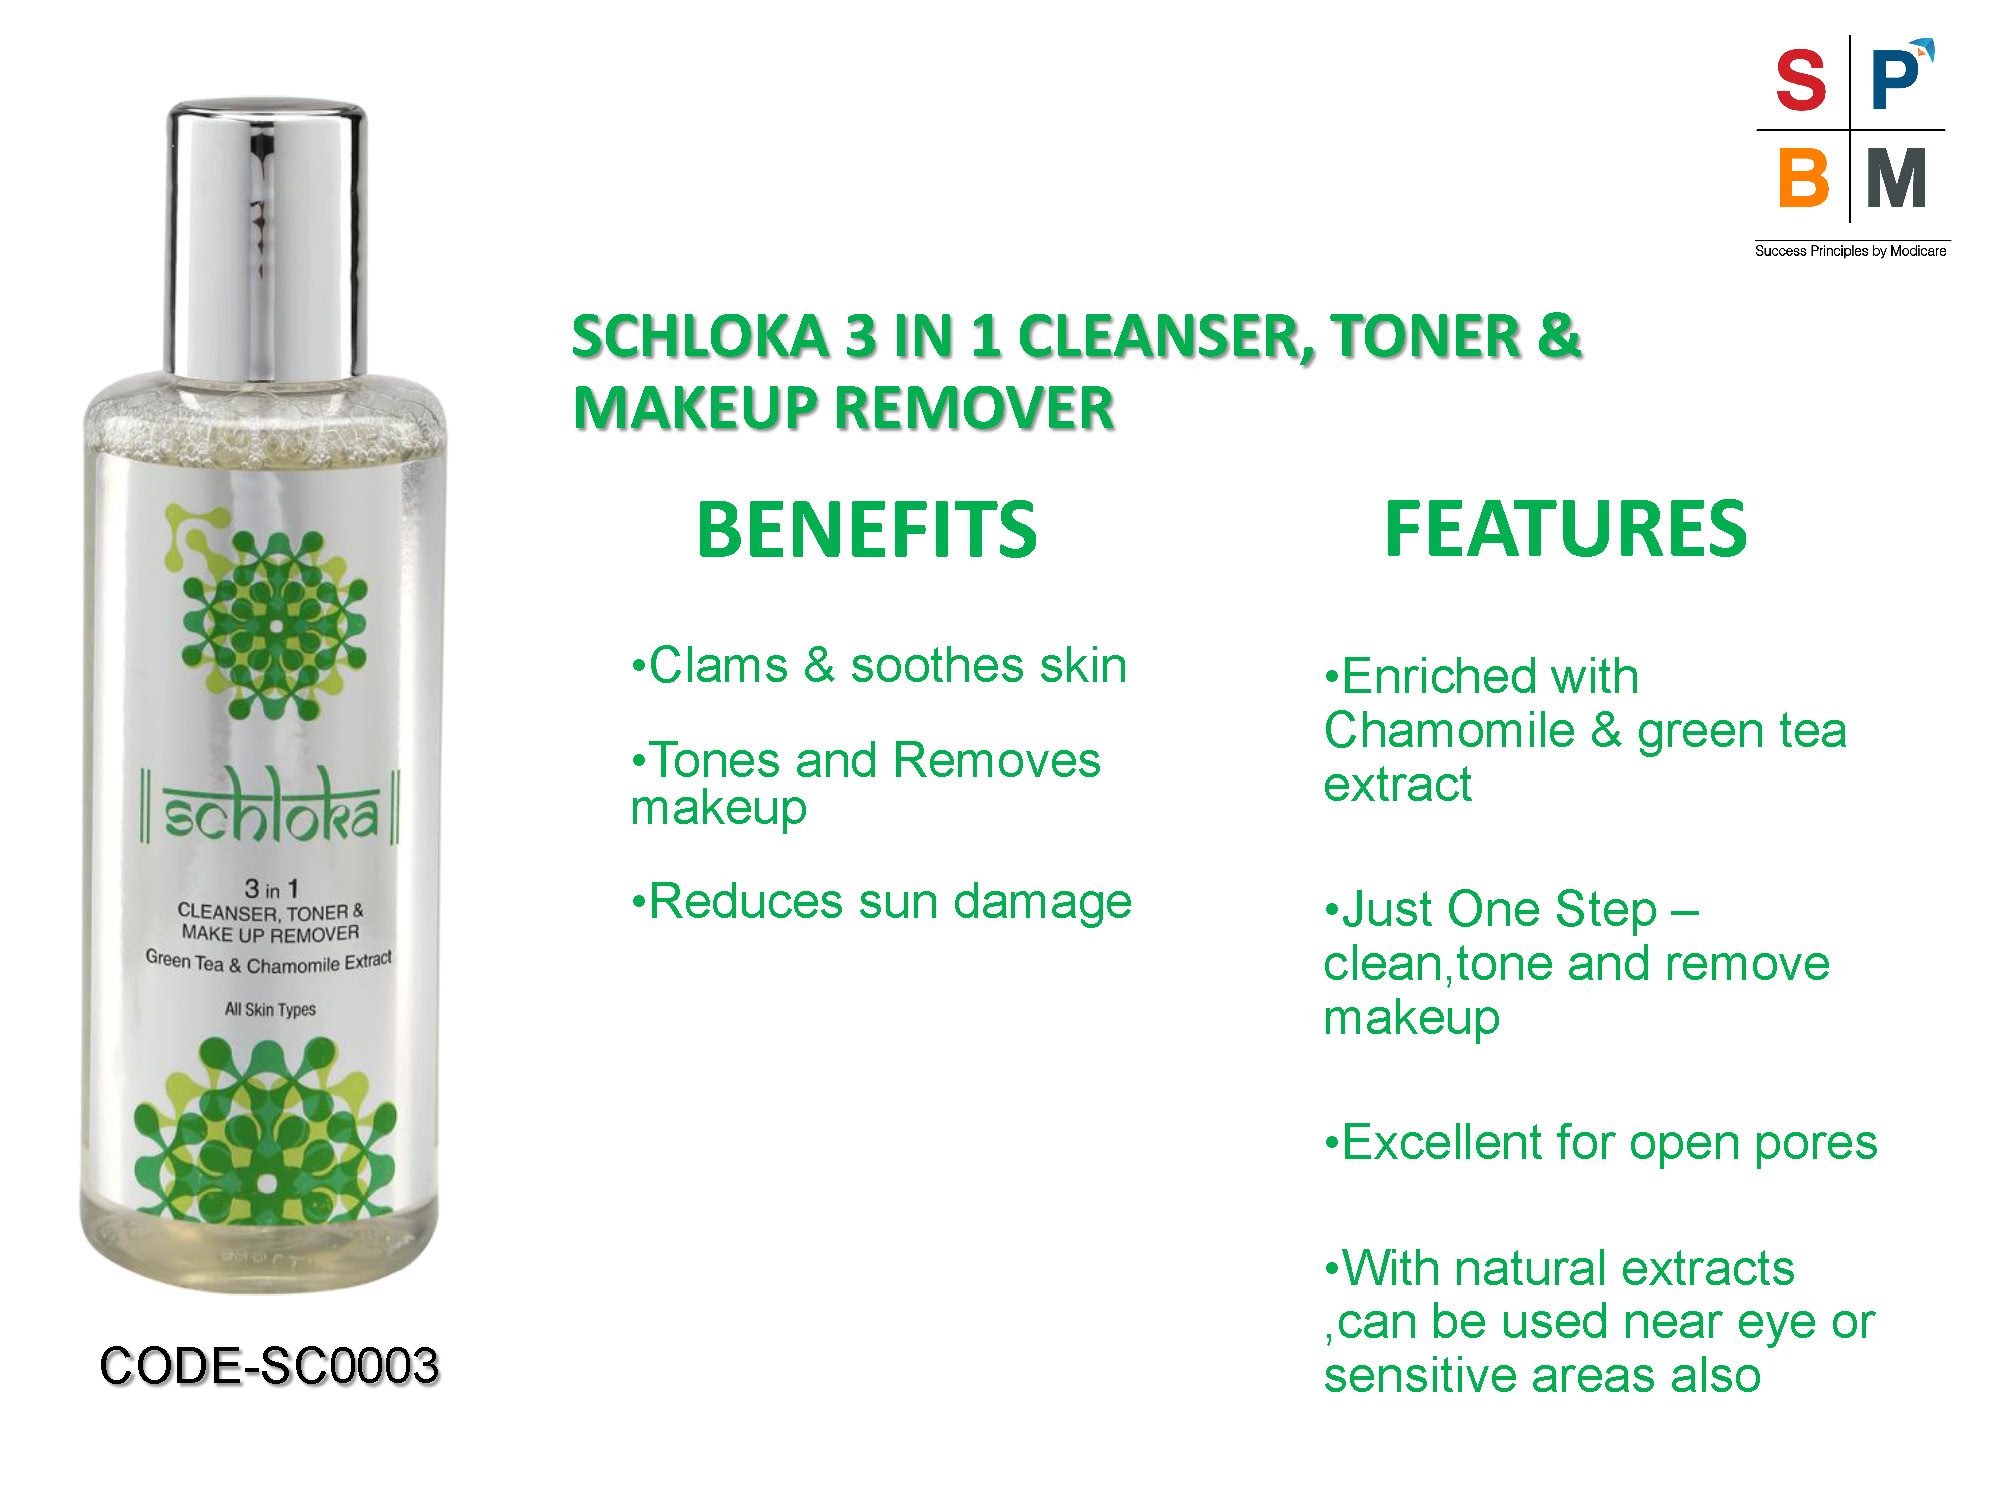 S P
B M
Success Principles by Modicare
SCHLOKA 3 IN 1 CLEANSER, TONER &
MAKEUP REMOVER
BENEFITS
•Clams & soothes skin
•Tones and Removes
makeup
•Reduces sun damage
FEATURES
•Enriched with
Chamomile & green tea
extract
•Just One Step –
clean,tone and remove
makeup
•Excellent for open pores
•With natural extracts
,can be used near eye or
sensitive areas also
schloka
3 in 1
CLEANSER, TONER &
MAKE UP REMOVER
Green Tea & Chamomile Extract
All Skin Types
CODE-SC0003